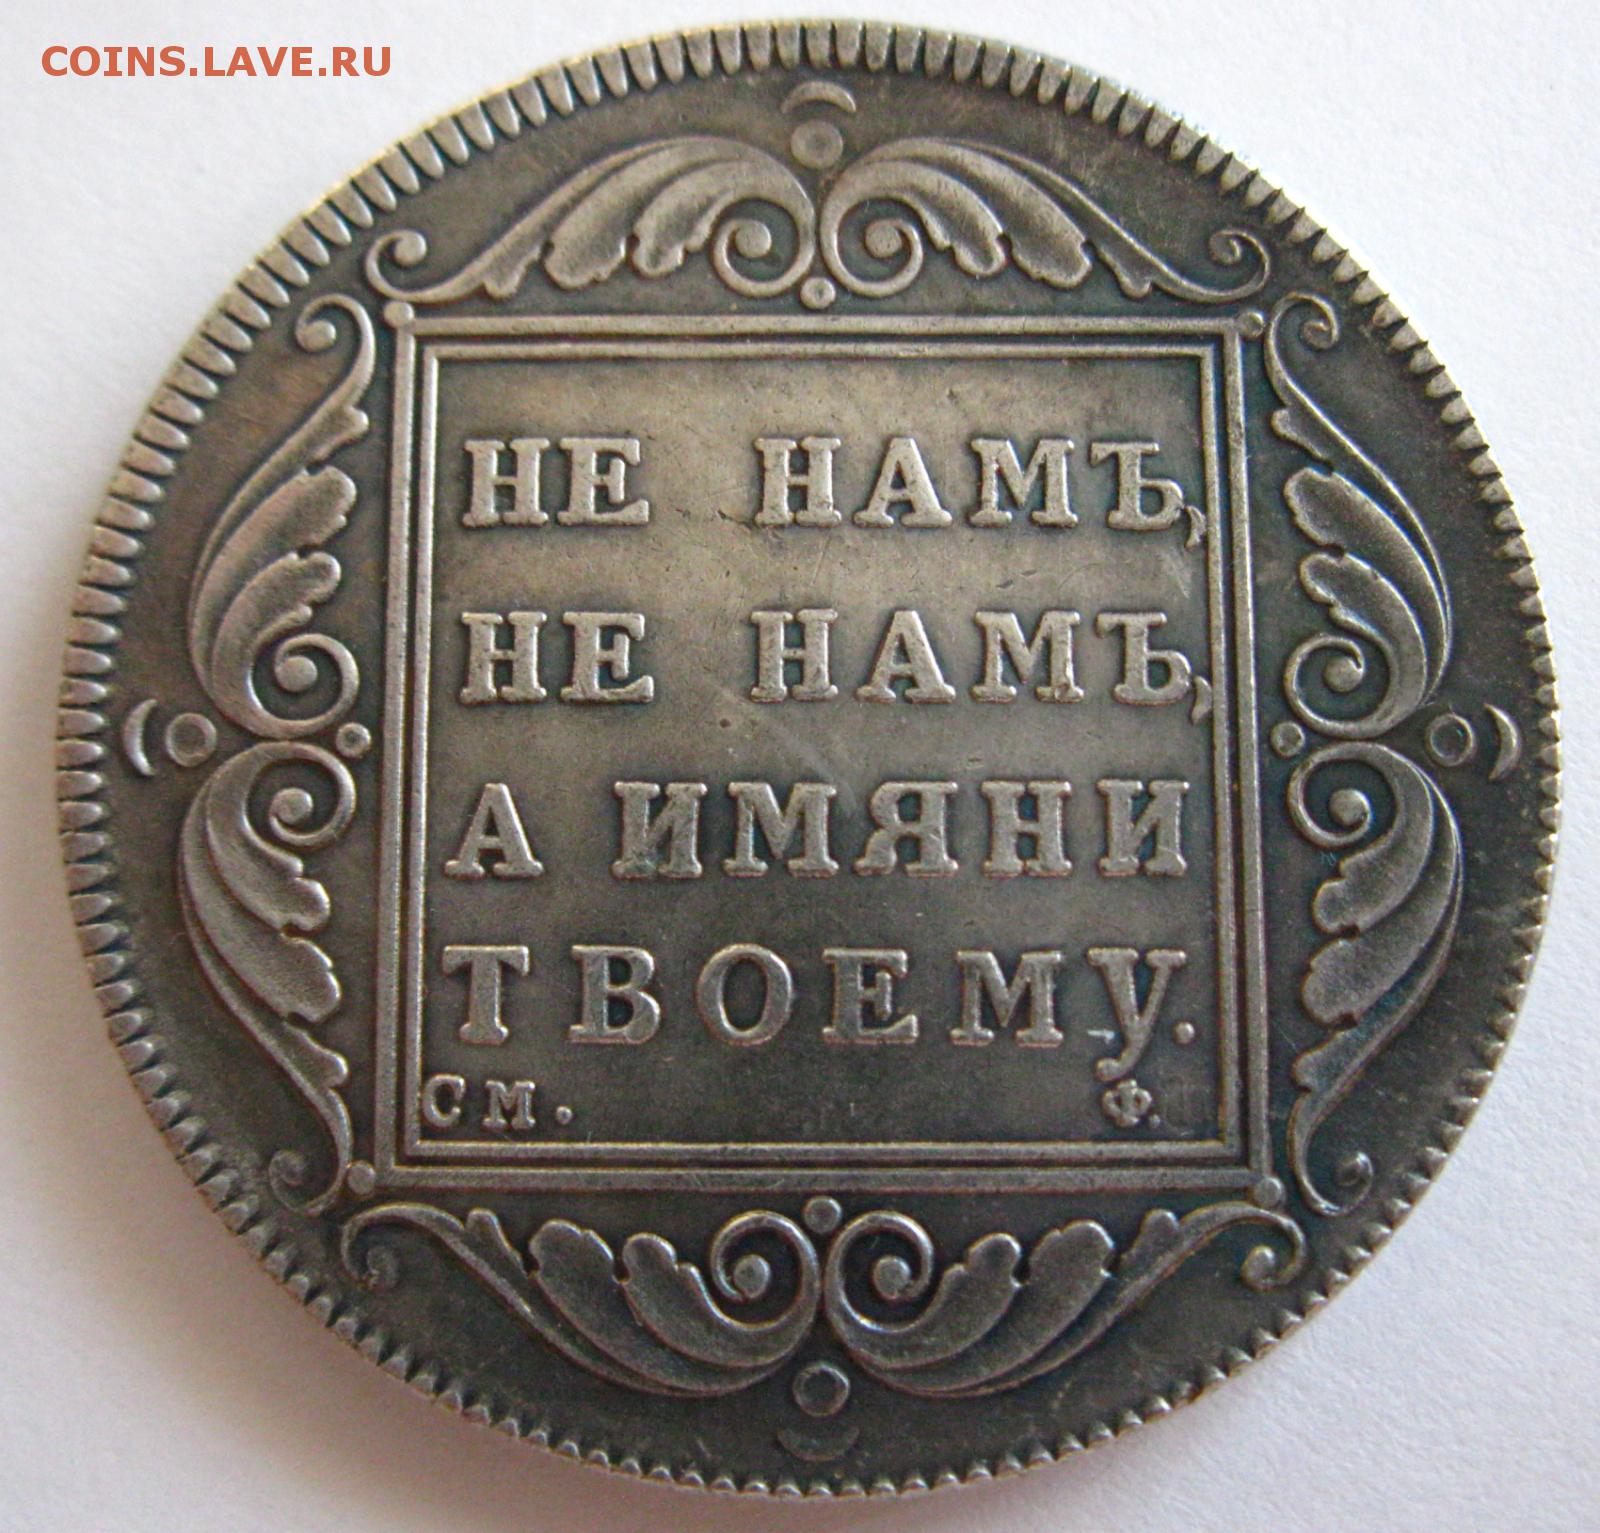 COINS.LAVE.RU
НЕ НАМЪ,
НЕ НАМЪ,
А ИМЯНИ
ТВОЕМУ.
СМ. Ф.